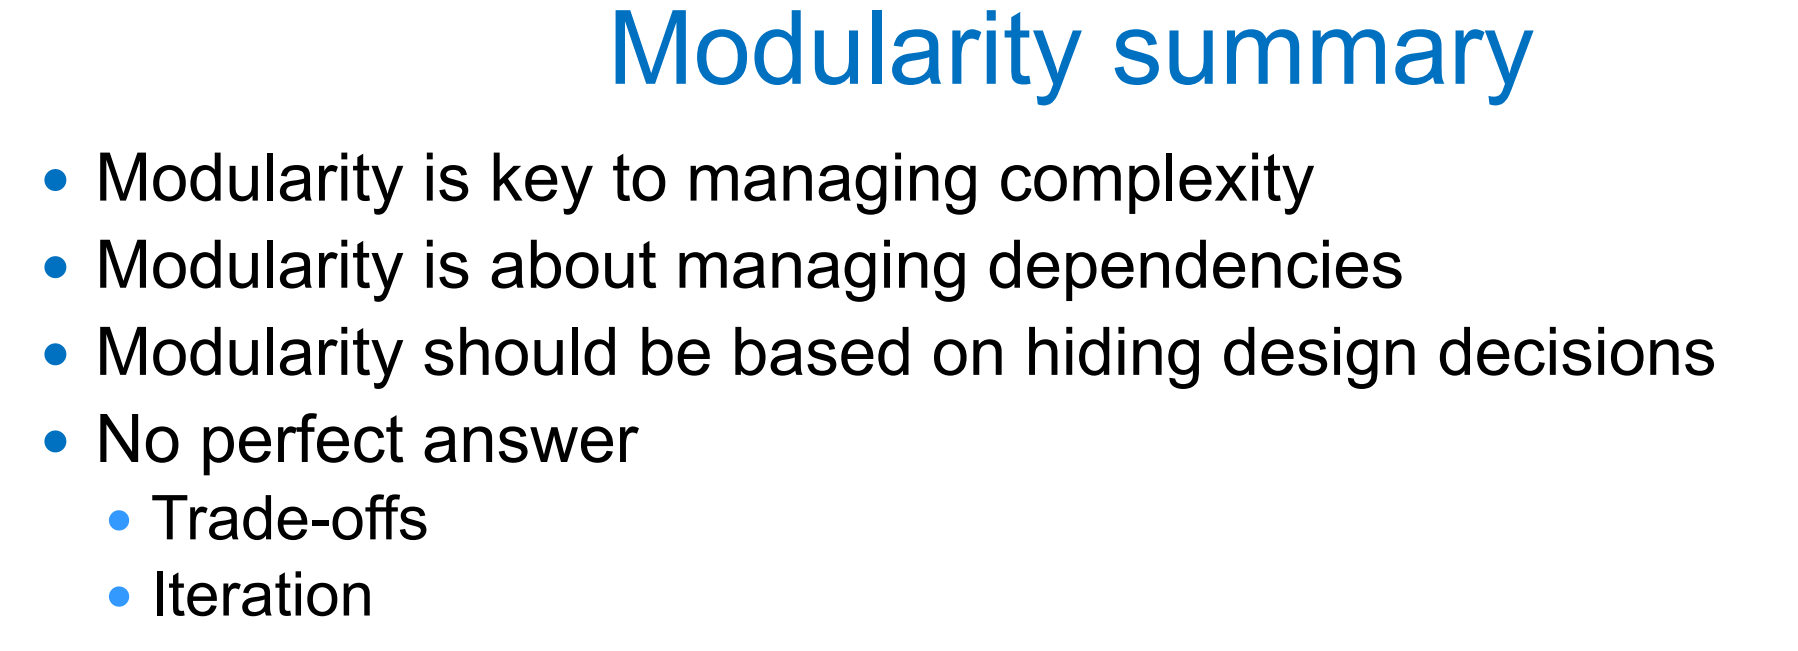 Modularity summary
• Modularity is key to managing complexity
• Modularity is about managing dependencies
• Modularity should be based on hiding design decisions
• No perfect answer
• Trade-offs
• Iteration